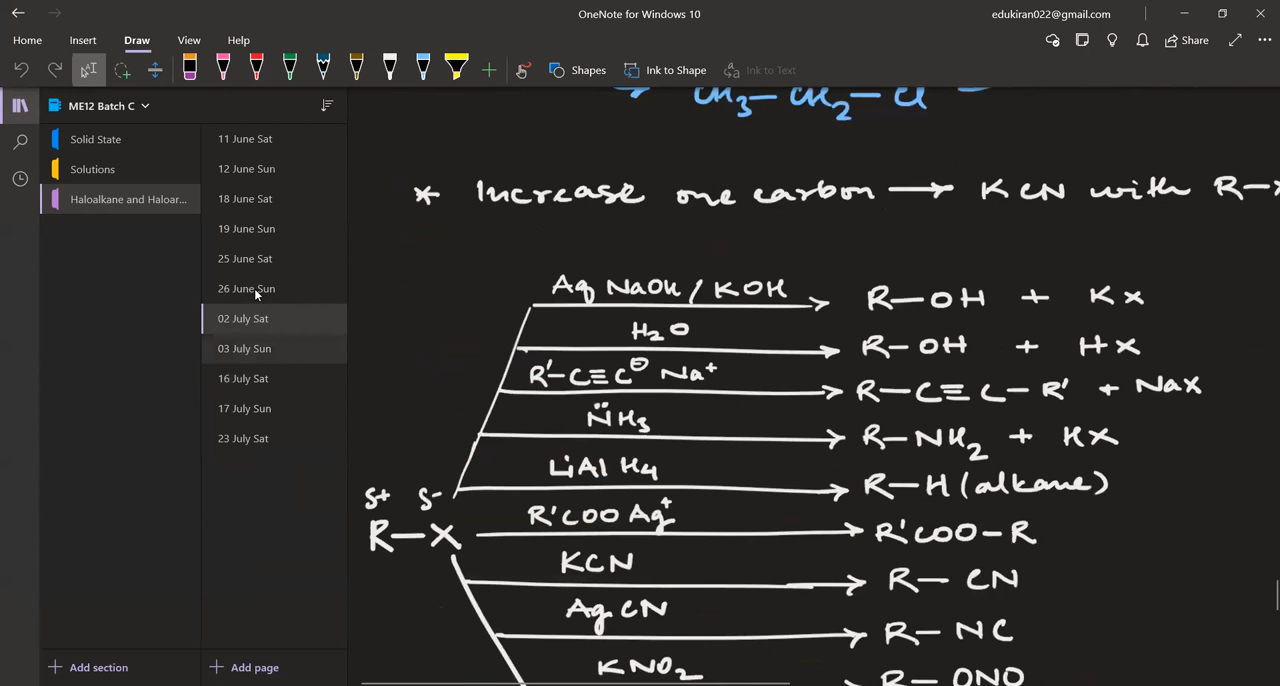 OneNote for Windows 10
edukiran022@gmail.com
Home Insert Draw View Help
Share
Shapes Ink to Shape Ink to Text
ME12 Batch C
Solid State
Solutions
Haloalkane and Haloar...
11 June Sat
12 June Sun
18 June Sat
19 June Sun
25 June Sat
26 June Sun
02 July Sat
03 July Sun
16 July Sat
17 July Sun
23 July Sat
Add section
Add page
CH3–CH2–Cl
* Increase one carbon → KCN with R–X
Aq NaOH / KOH → R–OH + KX
H2O → R–OH + HX
R'–C≡C⊖ Na+ → R–C≡C–R' + NaX
N̈H3 → R–NH2 + HX
LiAlH4 → R–H (alkane)
δ+ δ-
R–X
R'COOAg+ → R'COO–R
KCN → R–CN
AgCN → R–NC
KNO2 → R–ONO